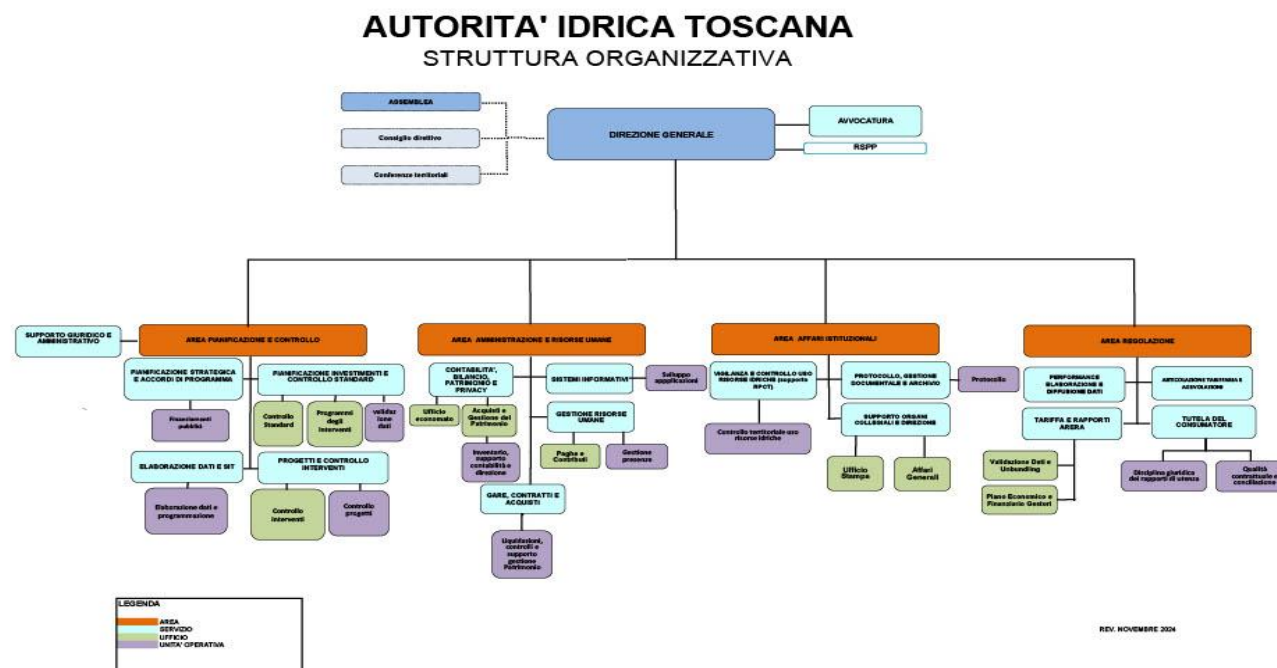 AUTORITA' IDRICA TOSCANA
STRUTTURA ORGANIZZATIVA
ASSEMBLEA
Consiglio direttivo
Conferenze territoriali
DIREZIONE GENERALE
AVVOCATURA
RSPP
SUPPORTO GIURIDICO E
AMMINISTRATIVO
AREA PIANIFICAZIONE E CONTROLLO
PIANIFICAZIONE STRATEGICA
E ACCORDI DI PROGRAMMA
PIANIFICAZIONE INVESTIMENTI
E CONTROLLO STANDARD
Finanziamenti
pubblici
Controllo
Standard
Programmi
degli
Interventi
validaz
ione
dati
ELABORAZIONE DATI E SIT
PROGETTI E CONTROLLO
INTERVENTI
Elaborazione dati e
programmazione
Controllo
interventi
Controllo
progetti
AREA AMMINISTRAZIONE E RISORSE UMANE
CONTABILITA',
BILANCIO,
PATRIMONIO E
PRIVACY
SISTEMI INFORMATIVI
Sviluppo
appplicazioni
Ufficio
economato
Acquisti e
Gestione del
Patrimonio
GESTIONE RISORSE
UMANE
Inventario,
supporto
contabilità e
direzione
Paghe e
Contributi
Gestione
presenze
GARE, CONTRATTI E
ACQUISTI
Liquidazioni,
controlli e
supporto
gestione
Patrimonio
AREA AFFARI ISTITUZIONALI
VIGILANZA E CONTROLLO USO
RISORSE IDRICHE (supporto
RPCT)
PROTOCOLLO, GESTIONE
DOCUMENTALE E ARCHIVIO
Protocollo
Controllo territoriale uso
risorse idriche
SUPPORTO ORGANI
COLLEGIALI E DIREZIONE
Ufficio
Stampa
Affari
Generali
AREA REGOLAZIONE
PERFORMANCE
ELABORAZIONE E
DIFFUSIONE DATI
ARTICOLAZIONE TARIFFARIA E
AGEVOLAZIONI
TARIFFA E RAPPORTI
ARERA
TUTELA DEL
CONSUMATORE
Validazione Dati e
Unbundling
Piano Economico e
Finanziario Gestori
Disciplina giuridica
dei rapporti di utenza
Qualità
contrattuale e
conciliazione
LEGENDA
AREA
SERVIZIO
UFFICIO
UNITA' OPERATIVA
REV. NOVEMBRE 2024